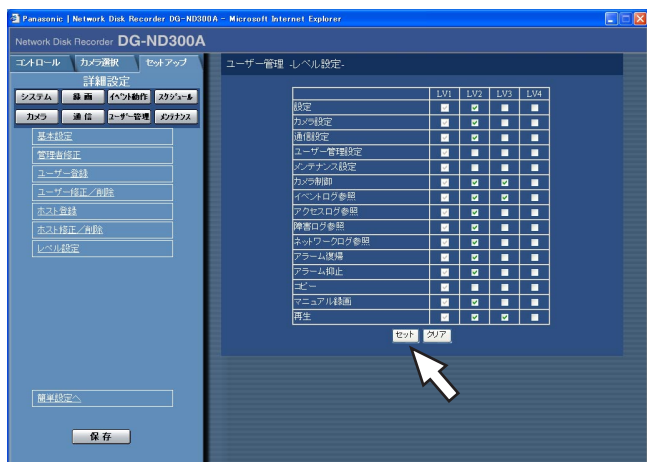 Panasonic | Network Disk Recorder DG-ND300A - Microsoft Internet Explorer
Network Disk Recorder DG-ND300A
コントロール カメラ選択 セットアップ
詳細設定
システム 録画 イベント動作 スケジュール
カメラ 通信 ユーザー管理 メンテナンス
基本設定
管理者修正
ユーザー登録
ユーザー修正／削除
ホスト登録
ホスト修正／削除
レベル設定
簡単設定へ
保存
ユーザー管理 -レベル設定-
LV1 LV2 LV3 LV4
設定
カメラ設定
通信設定
ユーザー管理設定
メンテナンス設定
カメラ制御
イベントログ参照
アクセスログ参照
障害ログ参照
ネットワークログ参照
アラーム復帰
アラーム抑止
コピー
マニュアル録画
再生
セット クリア